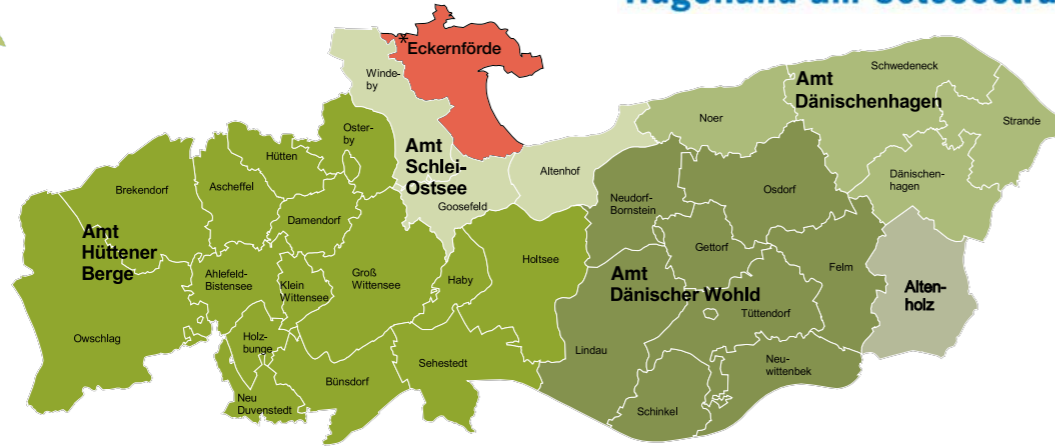 *Eckernförde
Winde-
by
Amt
Schlei-
Ostsee
Goosefeld
Altenhof
Amt
Dänischenhagen
Schwedeneck
Noer
Strande
Dänischen-
hagen
Alten-
holz
Amt
Hüttener
Berge
Brekendorf
Ascheffel
Hütten
Oster-
by
Damendorf
Ahlefeld-
Bistensee
Klein
Wittensee
Groß
Wittensee
Haby
Holtsee
Owschlag
Holz-
bunge
Neu
Duvenstedt
Bünsdorf
Sehestedt
Amt
Dänischer Wohld
Neudorf-
Bornstein
Osdorf
Gettorf
Felm
Tüttendorf
Lindau
Neu-
wittenbek
Schinkel